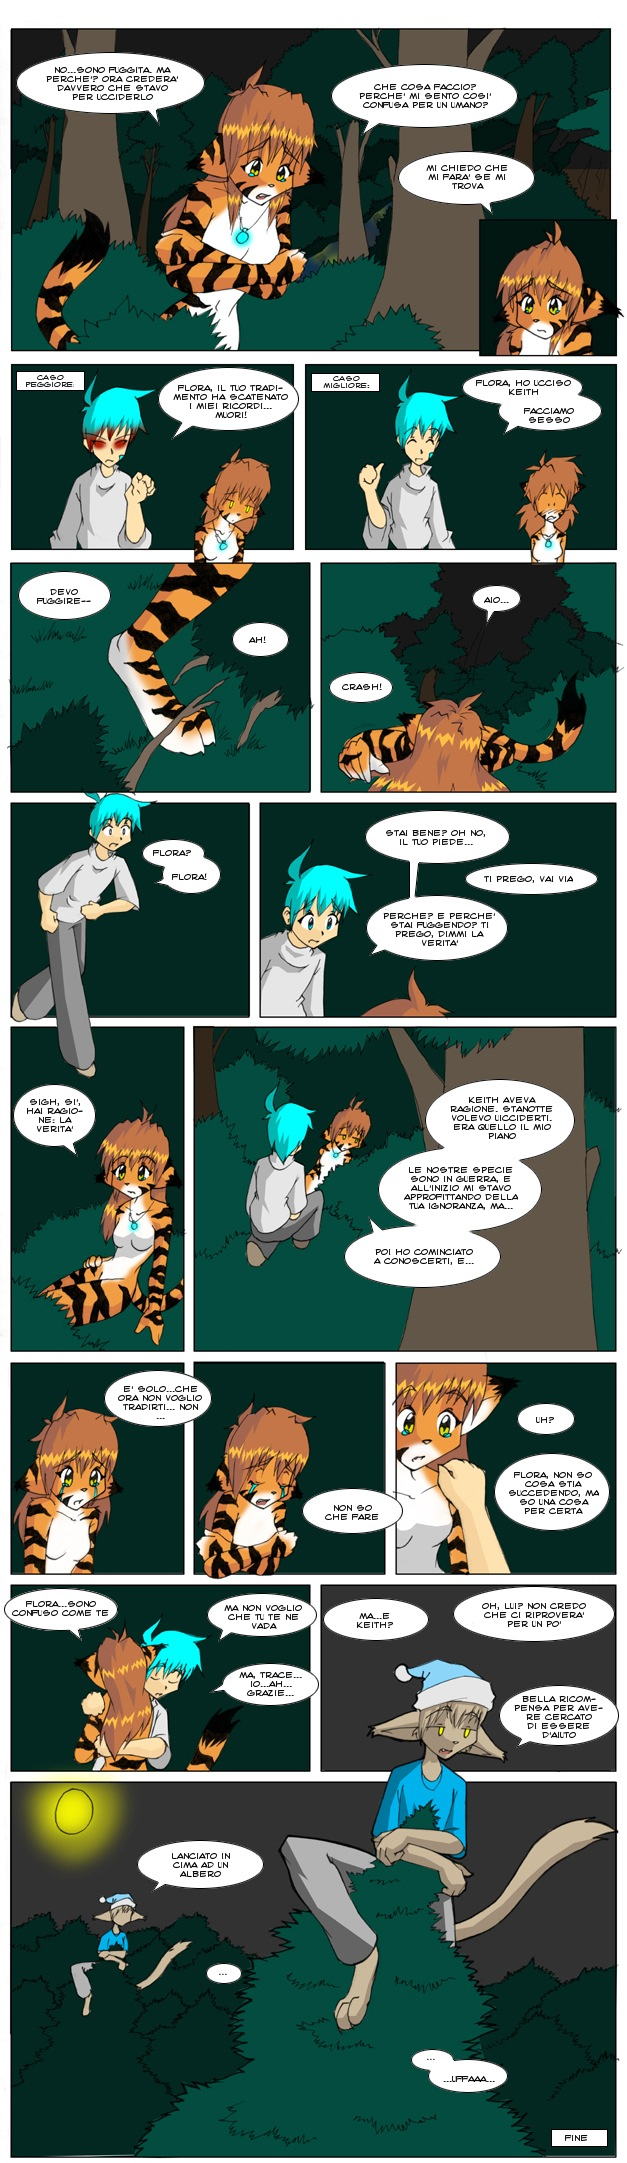 NO...SONO FUGGITA. MA
PERCHE'? ORA CREDERA'
DAVVERO CHE STAVO
PER UCCIDERLO
CHE COSA FACCIO?
PERCHE' MI SENTO COSI'
CONFUSA PER UN UMANO?
MI CHIEDO CHE
MI FARA' SE MI
TROVA
CASO
PEGGIORE:
FLORA, IL TUO TRADI-
MENTO HA SCATENATO
I MIEI RICORDI...
MUORI!
CASO
MIGLIORE:
FLORA, HO UCCISO
KEITH
FACCIAMO
SESSO
DEVO
FUGGIRE--
AH!
AIO...
CRASH!
FLORA?
FLORA!
STAI BENE? OH NO,
IL TUO PIEDE...
TI PREGO, VAI VIA
PERCHE'? E PERCHE'
STAI FUGGENDO? TI
PREGO, DIMMI LA
VERITA'
SIGH, SI',
HAI RAGIO-
NE: LA
VERITA'
KEITH AVEVA
RAGIONE. STANOTTE
VOLEVO UCCIDERTI.
ERA QUELLO IL MIO
PIANO
LE NOSTRE SPECIE
SONO IN GUERRA, E
ALL'INIZIO MI STAVO
APPROFITTANDO DELLA
TUA IGNORANZA, MA...
POI HO COMINCIATO
A CONOSCERTI, E...
E' SOLO...CHE
ORA NON VOGLIO
TRADIRTI... NON
...
NON SO
CHE FARE
UH?
FLORA, NON SO
COSA STIA
SUCCEDENDO, MA
SO UNA COSA
PER CERTA
FLORA...SONO
CONFUSO COME TE
MA NON VOGLIO
CHE TU TE NE
VADA
MA, TRACE...
IO...AH...
GRAZIE...
MA...E
KEITH?
OH, LUI? NON CREDO
CHE CI RIPROVERA'
PER UN PO'
BELLA RICOM-
PENSA PER AVE-
RE CERCATO
DI ESSERE
D'AIUTO
LANCIATO IN
CIMA AD UN
ALBERO
...
...
...UFFAAA...
FINE